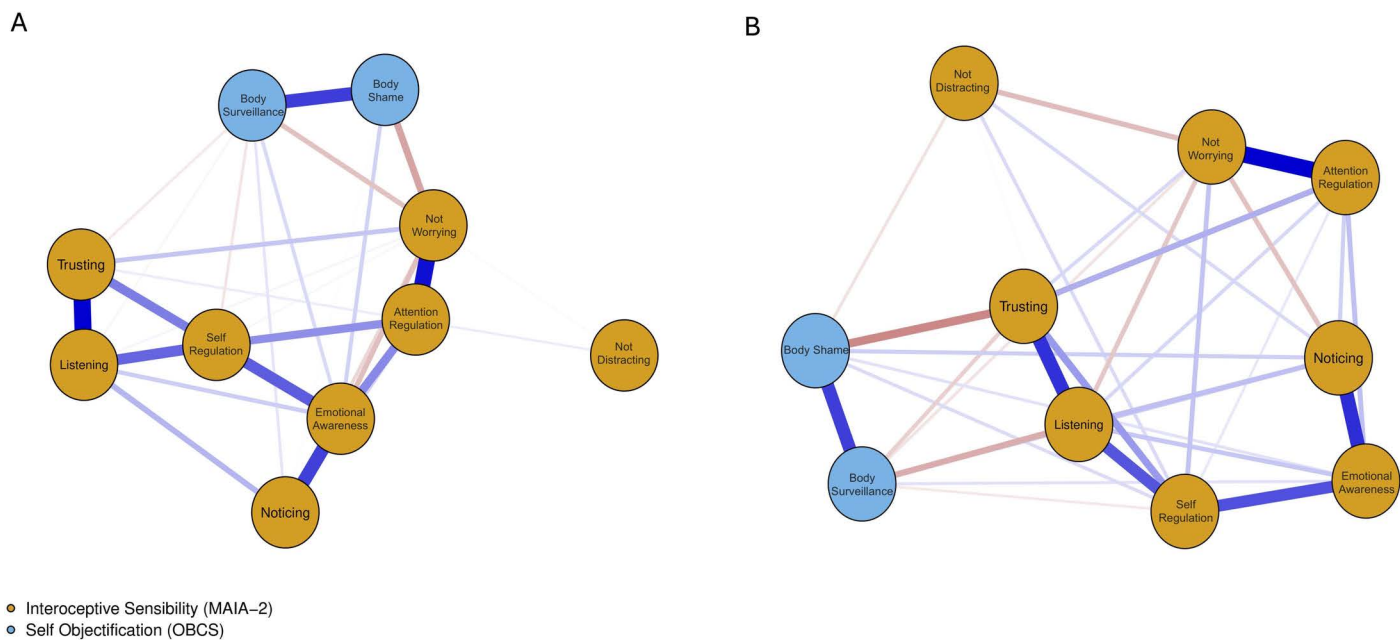 A
B
Body
Surveillance
Body
Shame
Not
Worrying
Trusting
Listening
Self
Regulation
Attention
Regulation
Not
Distracting
Emotional
Awareness
Noticing
Not
Distracting
Not
Worrying
Attention
Regulation
Trusting
Body Shame
Noticing
Listening
Body
Surveillance
Self
Regulation
Emotional
Awareness
Interoceptive Sensibility (MAIA−2)
Self Objectification (OBCS)